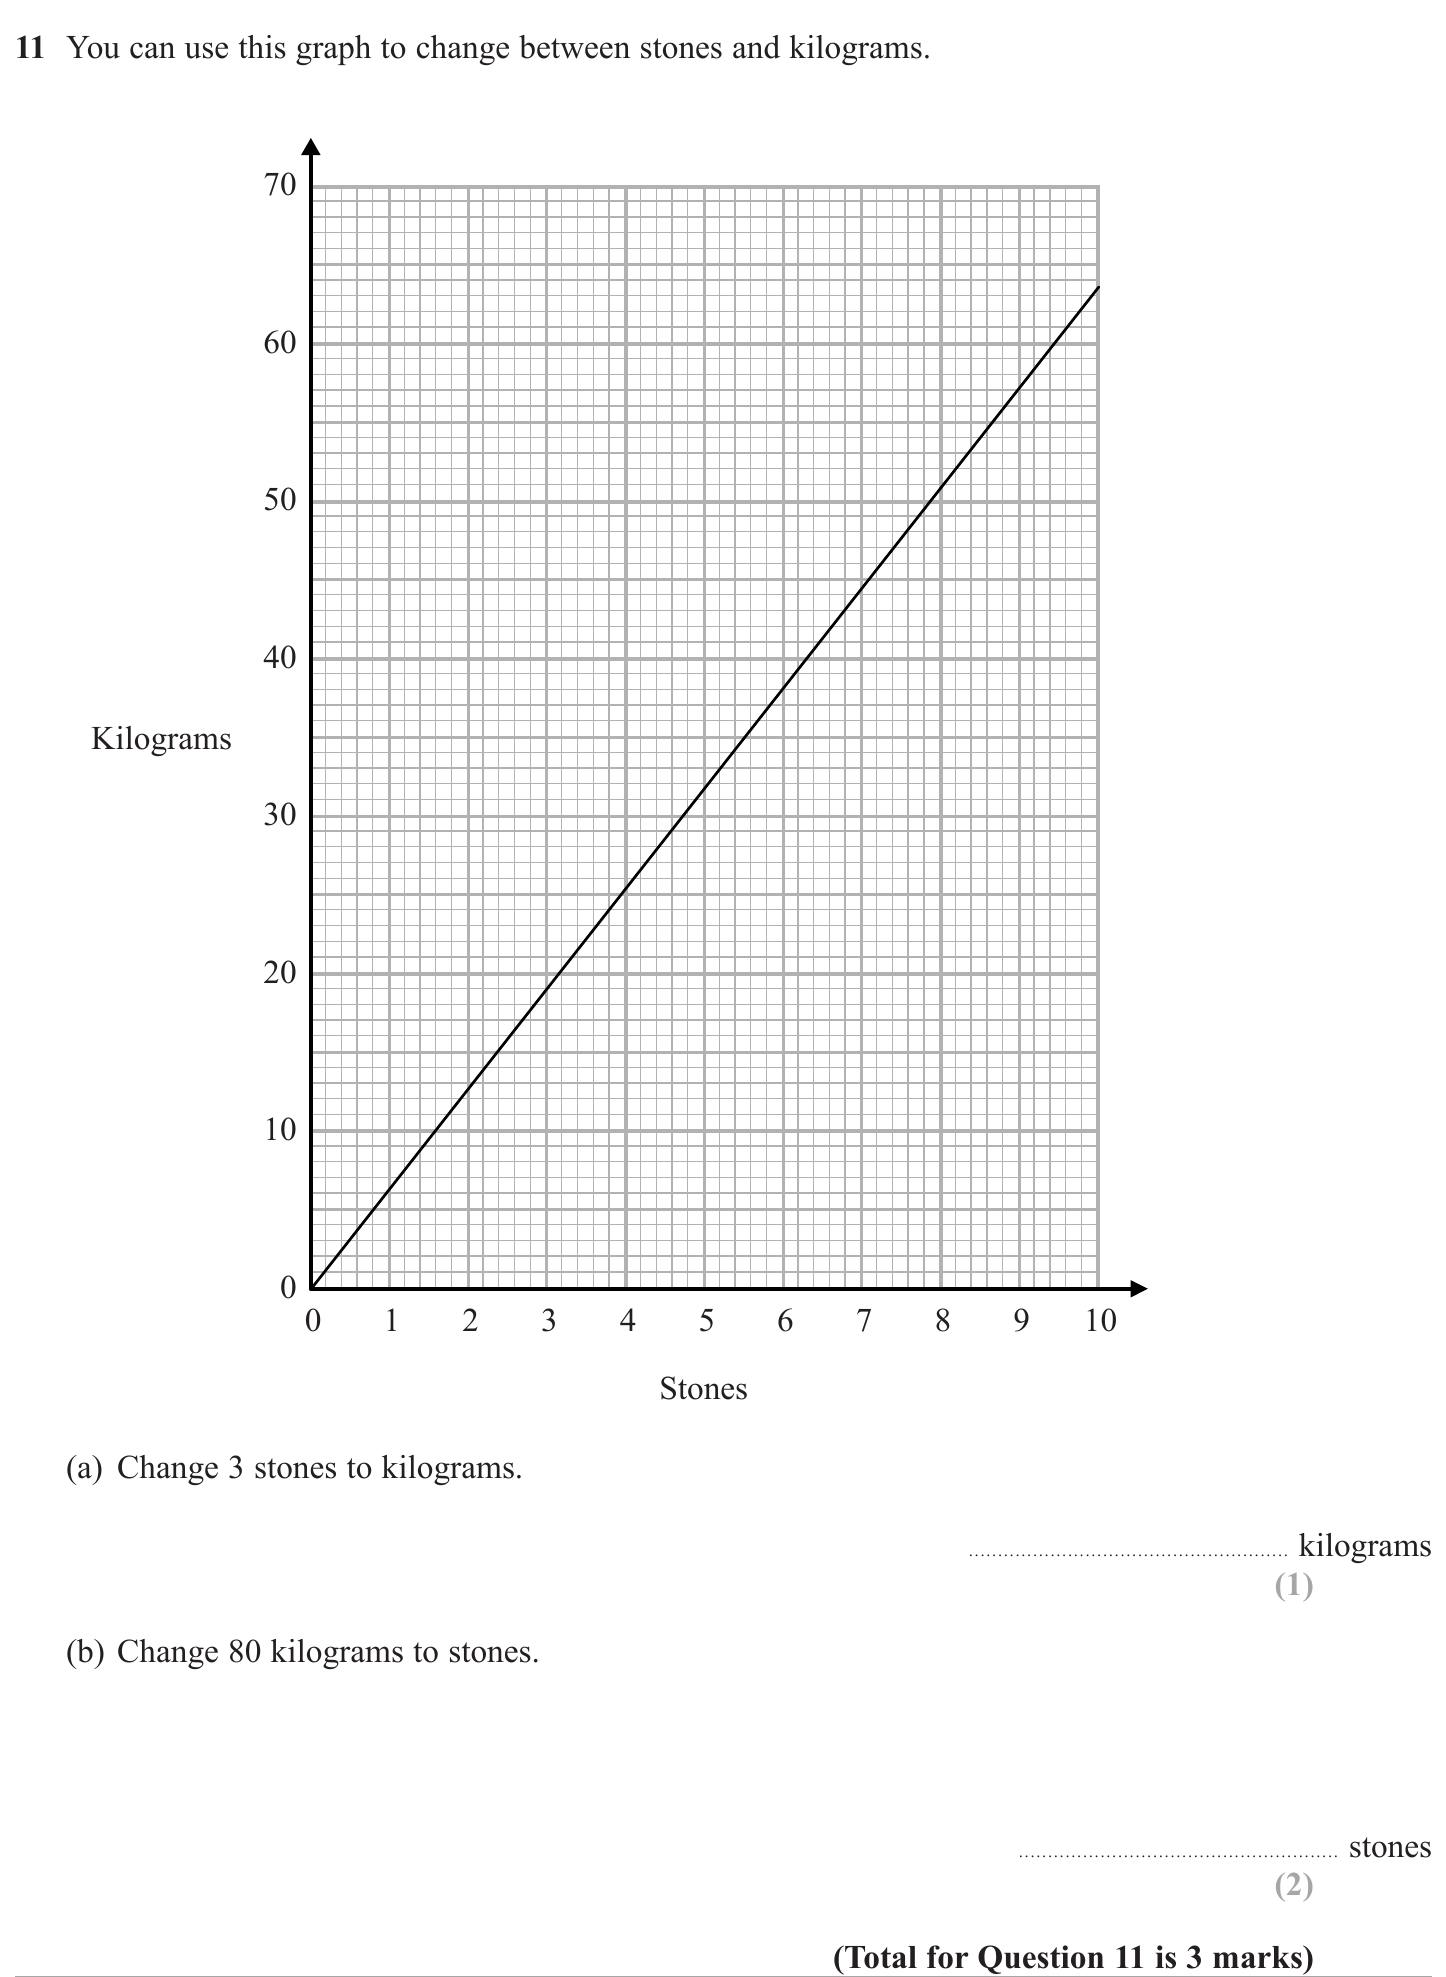 11 You can use this graph to change between stones and kilograms.
70
60
50
40
Kilograms
30
20
10
0
0 1 2 3 4 5 6 7 8 9 10
Stones
(a) Change 3 stones to kilograms.
........................................................ kilograms
(1)
(b) Change 80 kilograms to stones.
........................................................ stones
(2)
(Total for Question 11 is 3 marks)